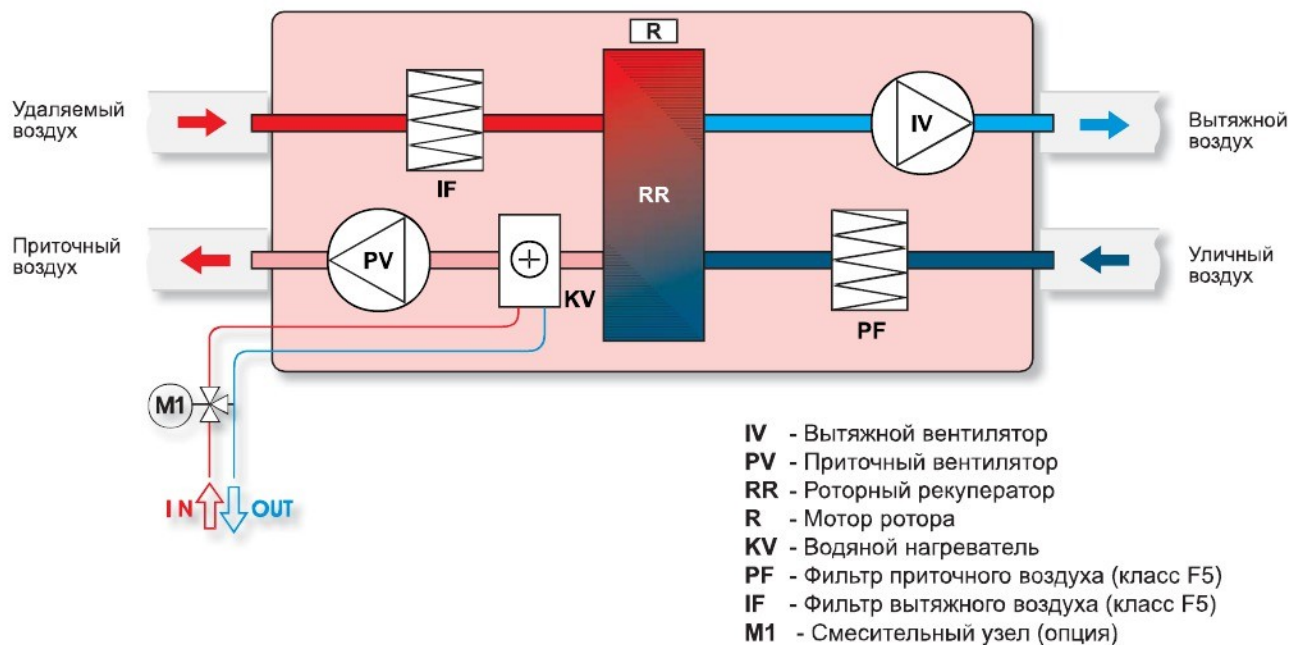 R
Удаляемый
воздух
IV
Вытяжной
воздух
IF
RR
Приточный
воздух
PV
KV
Уличный
воздух
PF
M1
IN
OUT
IV - Вытяжной вентилятор
PV - Приточный вентилятор
RR - Роторный рекуператор
R - Мотор ротора
KV - Водяной нагреватель
PF - Фильтр приточного воздуха (класс F5)
IF - Фильтр вытяжного воздуха (класс F5)
M1 - Смесительный узел (опция)